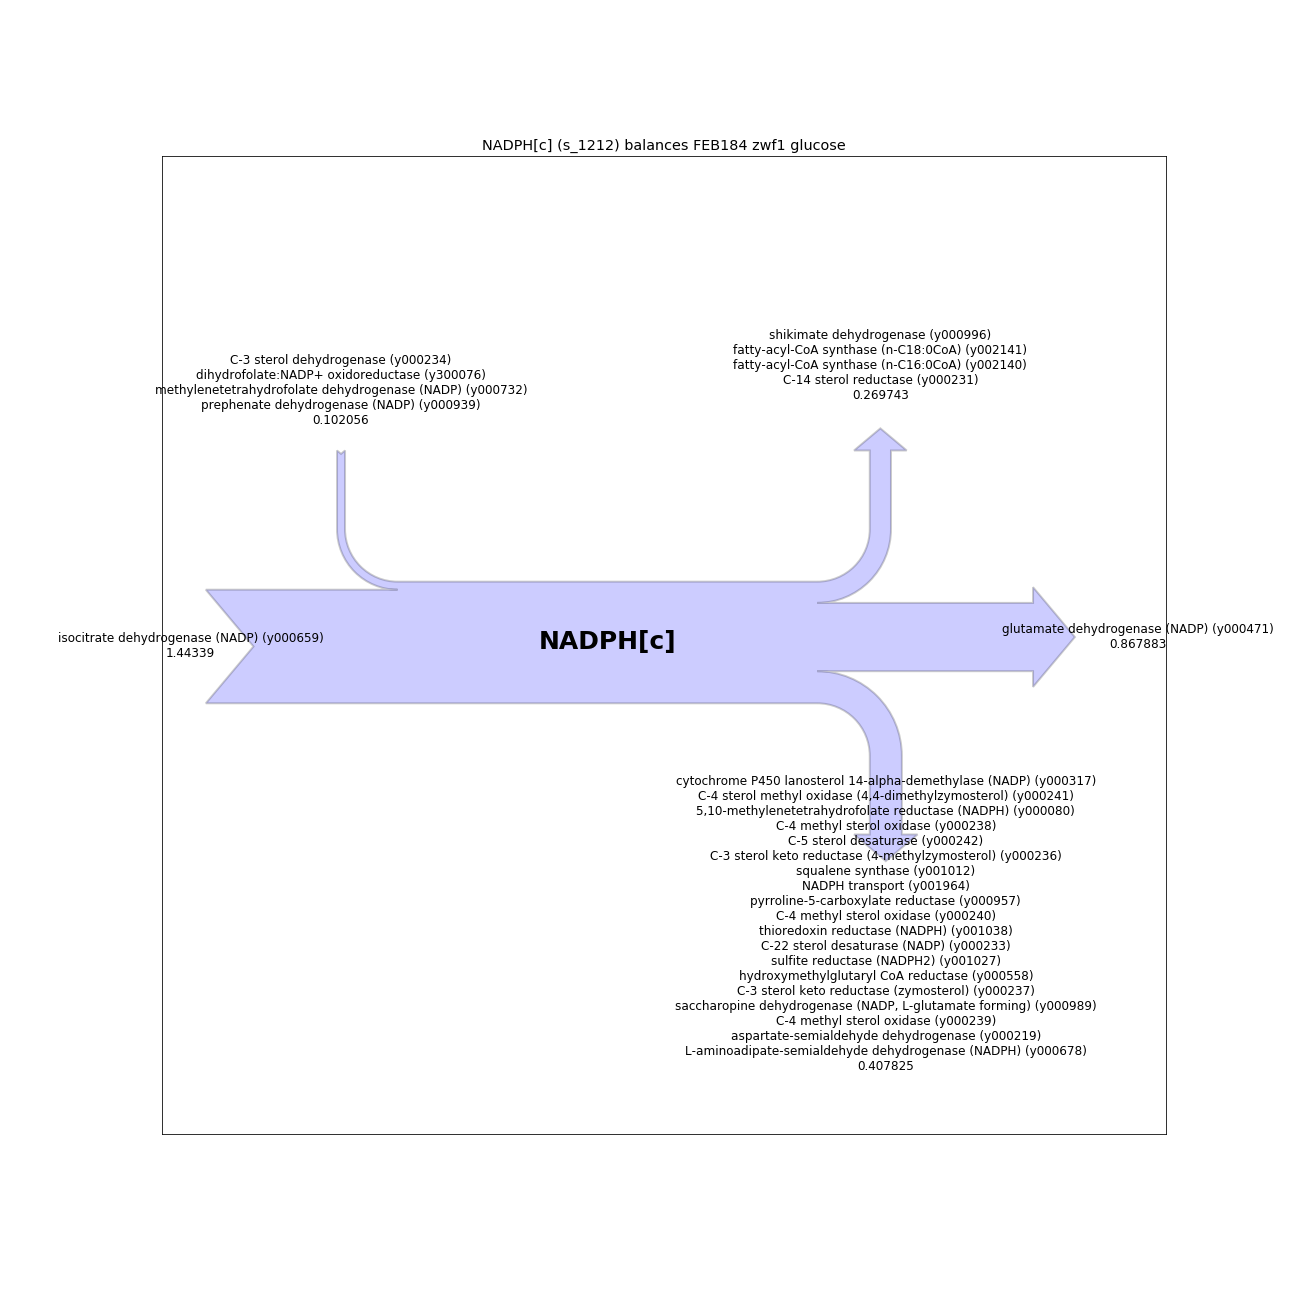 NADPH[c] (s_1212) balances FEB184 zwf1 glucose
C-3 sterol dehydrogenase (y000234)
dihydrofolate:NADP+ oxidoreductase (y300076)
methylenetetrahydrofolate dehydrogenase (NADP) (y000732)
prephenate dehydrogenase (NADP) (y000939)
0.102056
shikimate dehydrogenase (y000996)
fatty-acyl-CoA synthase (n-C18:0CoA) (y002141)
fatty-acyl-CoA synthase (n-C16:0CoA) (y002140)
C-14 sterol reductase (y000231)
0.269743
isocitrate dehydrogenase (NADP) (y000659)
1.44339
NADPH[c]
glutamate dehydrogenase (NADP) (y000471)
0.867883
cytochrome P450 lanosterol 14-alpha-demethylase (NADP) (y000317)
C-4 sterol methyl oxidase (4,4-dimethylzymosterol) (y000241)
5,10-methylenetetrahydrofolate reductase (NADPH) (y000080)
C-4 methyl sterol oxidase (y000238)
C-5 sterol desaturase (y000242)
C-3 sterol keto reductase (4-methylzymosterol) (y000236)
squalene synthase (y001012)
NADPH transport (y001964)
pyrroline-5-carboxylate reductase (y000957)
C-4 methyl sterol oxidase (y000240)
thioredoxin reductase (NADPH) (y001038)
C-22 sterol desaturase (NADP) (y000233)
sulfite reductase (NADPH2) (y001027)
hydroxymethylglutaryl CoA reductase (y000558)
C-3 sterol keto reductase (zymosterol) (y000237)
saccharopine dehydrogenase (NADP, L-glutamate forming) (y000989)
C-4 methyl sterol oxidase (y000239)
aspartate-semialdehyde dehydrogenase (y000219)
L-aminoadipate-semialdehyde dehydrogenase (NADPH) (y000678)
0.407825